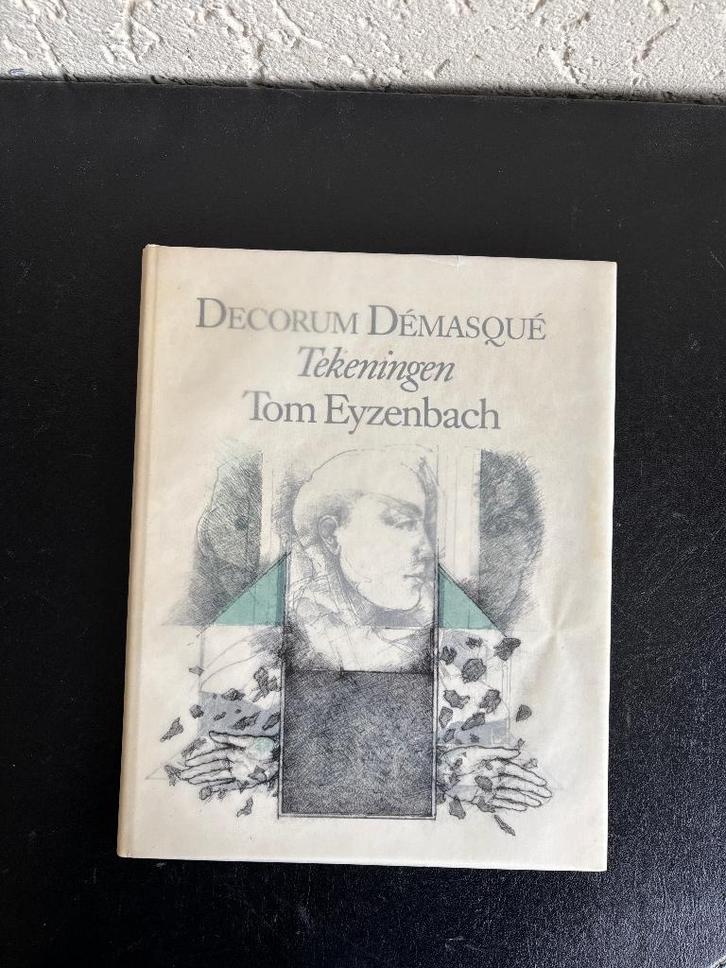 DECORUM DÉMASQUÉ
Tekeningen
Tom Eyzenbach